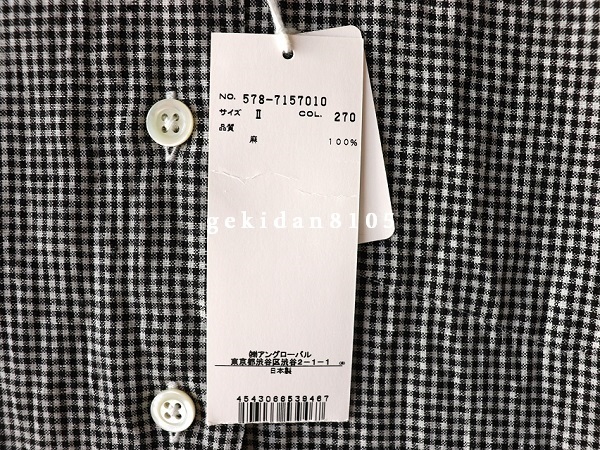 NO. 578-7157010
サイズ Ⅱ COL. 270
品質
麻 100%
gekidan8105
㈱アングローバル
東京都渋谷区渋谷2-1-1
日本製
4543066539467